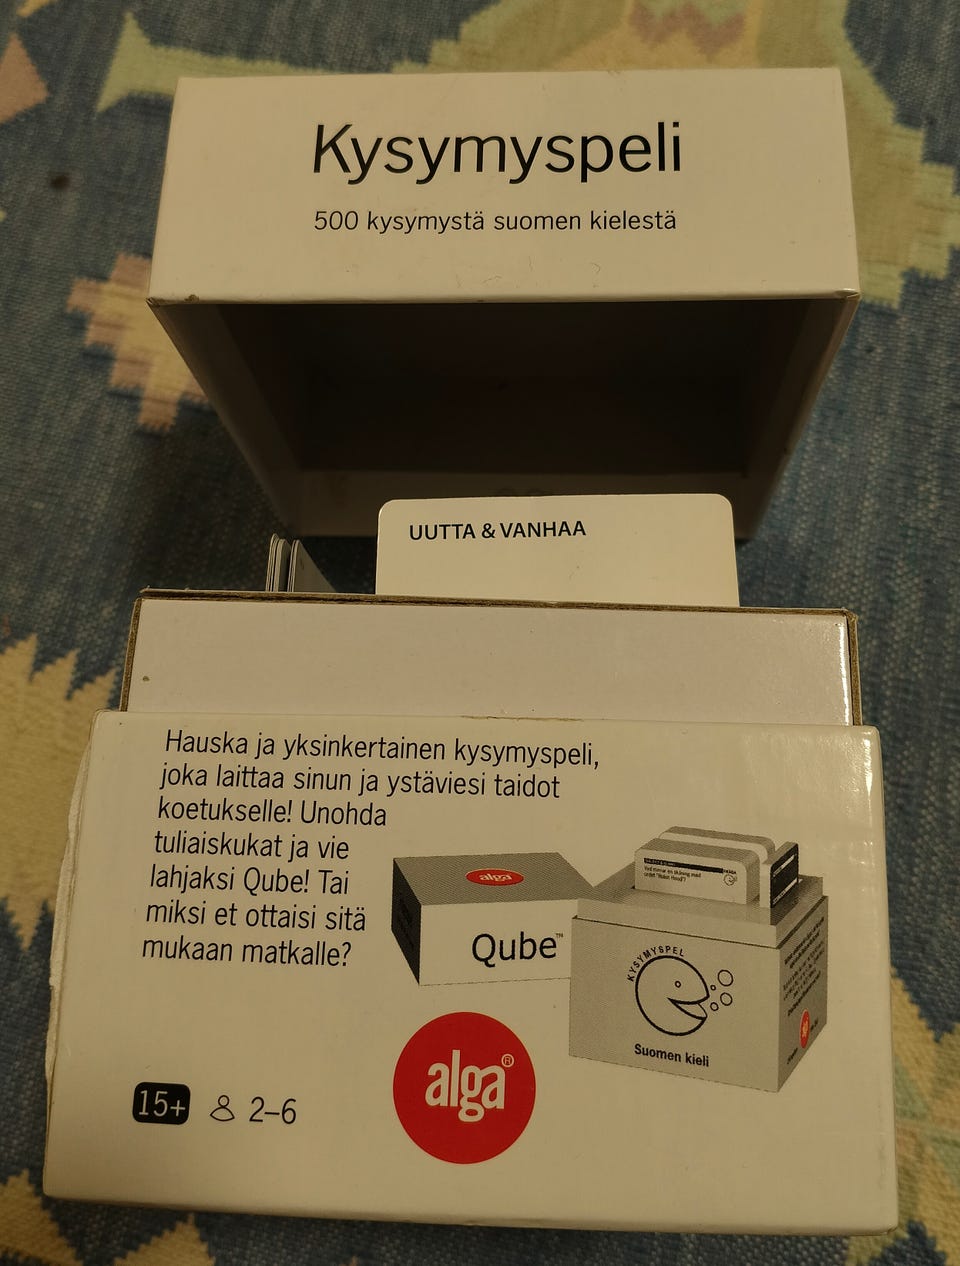 Kysymyspeli
500 kysymystä suomen kielestä
UUTTA & VANHAA
Hauska ja yksinkertainen kysymyspeli,
joka laittaa sinun ja ystäviesi taidot
koetukselle! Unohda
tuliaiskukat ja vie
lahjaksi Qube! Tai
miksi et ottaisi sitä
mukaan matkalle?
alga
Qube™
KYSYMYSPEL
Suomen kieli
alga®
15+ 2–6